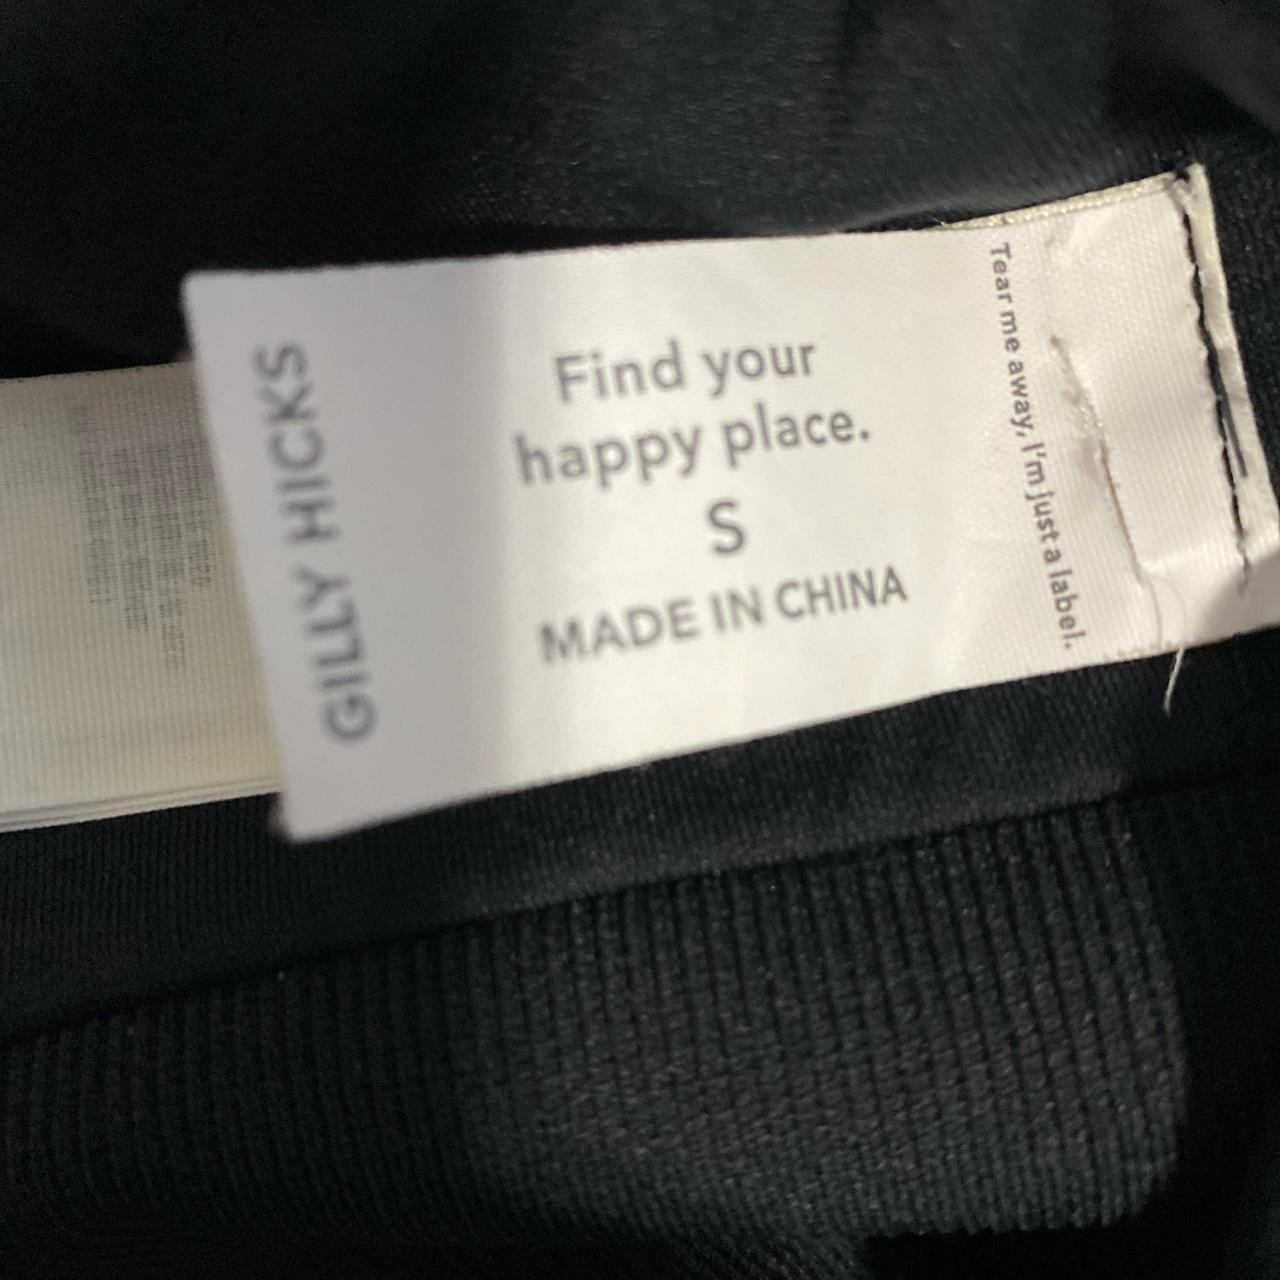 GILLY HICKS
Find your
happy place.
S
MADE IN CHINA
Tear me away, I'm just a label.